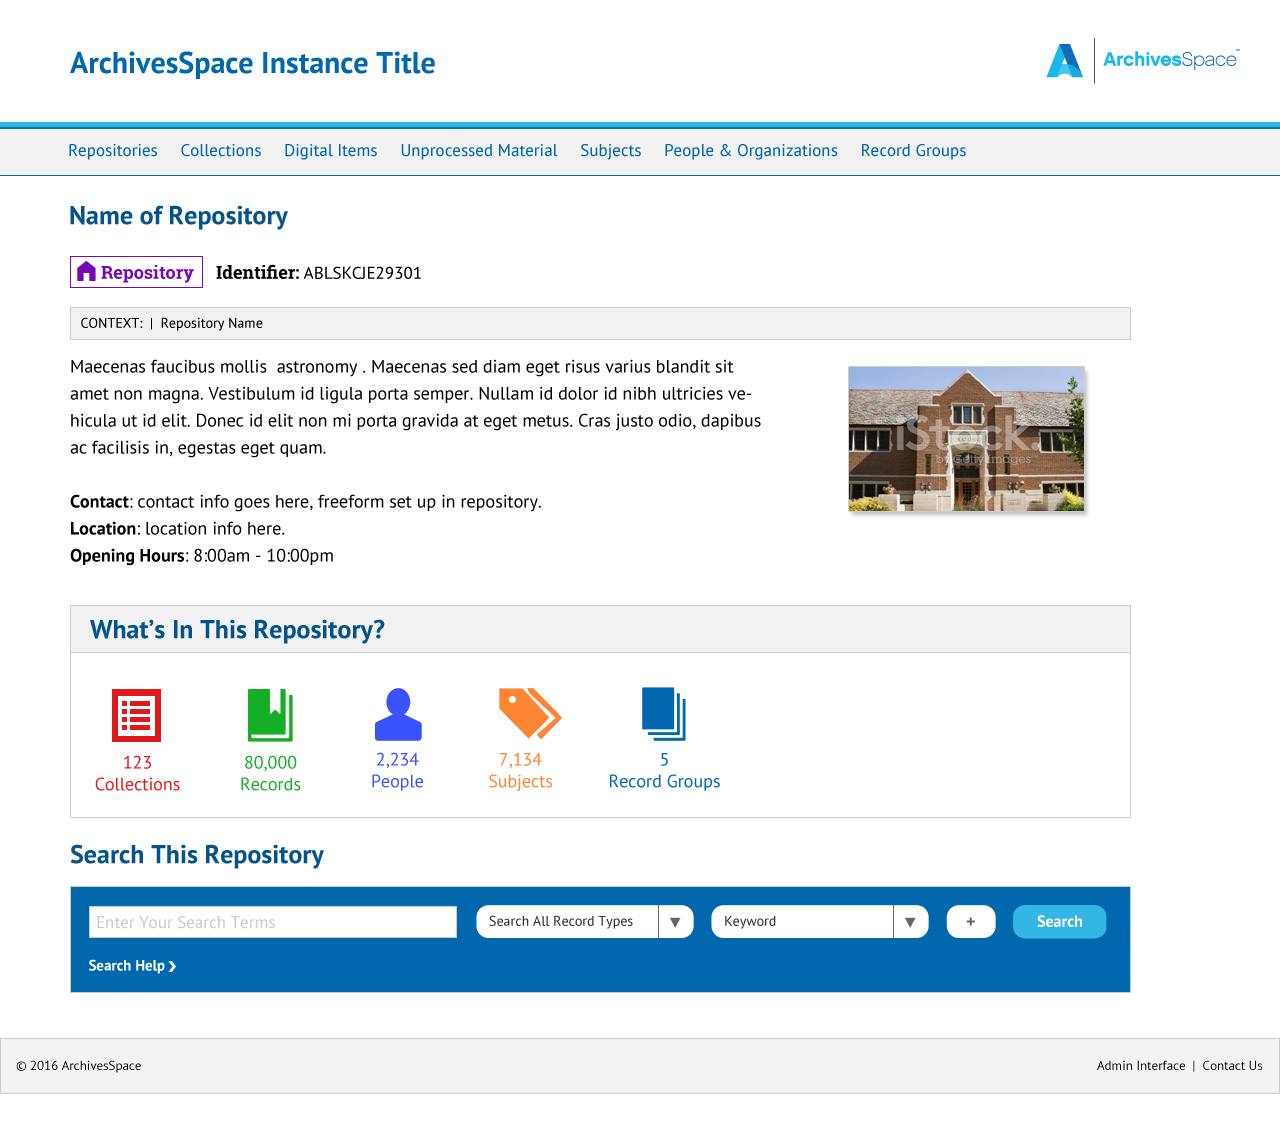 ArchivesSpace Instance Title
ArchivesSpace™
Repositories Collections Digital Items Unprocessed Material Subjects People & Organizations Record Groups
Name of Repository
Repository Identifier: ABLSKCJE29301
CONTEXT: | Repository Name
Maecenas faucibus mollis  astronomy . Maecenas sed diam eget risus varius blandit sit
amet non magna. Vestibulum id ligula porta semper. Nullam id dolor id nibh ultricies ve-
hicula ut id elit. Donec id elit non mi porta gravida at eget metus. Cras justo odio, dapibus
ac facilisis in, egestas eget quam.
iStock.
by Getty Images™
Contact: contact info goes here, freeform set up in repository.
Location: location info here.
Opening Hours: 8:00am - 10:00pm
What’s In This Repository?
123
Collections
80,000
Records
2,234
People
7,134
Subjects
5
Record Groups
Search This Repository
Enter Your Search Terms Search All Record Types ▼ Keyword ▼ + Search
Search Help ❯
© 2016 ArchivesSpace
Admin Interface | Contact Us